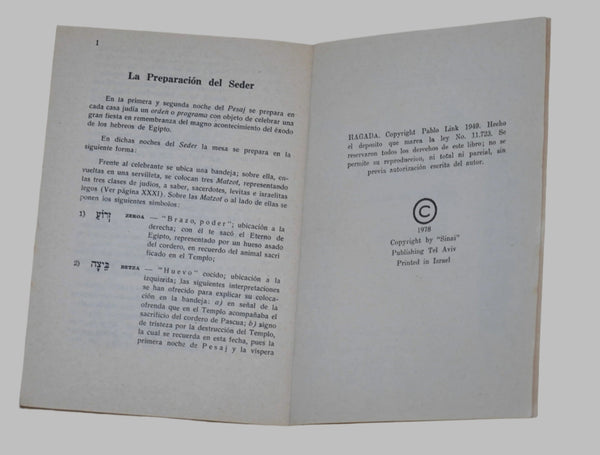 1
La Preparación del Seder
En la primera y segunda noche del Pesaj se prepara en
cada casa judía un orden o programa con objeto de celebrar una
gran fiesta en remembranza del magno acontecimiento del éxodo
de los hebreos de Egipto.
En dichas noches del Seder la mesa se prepara en la
siguiente forma:
Frente al celebrante se ubica una bandeja; sobre ella, en-
vueltas en una servilleta, se colocan tres Matzot, representando
las tres clases de judíos, a saber, sacerdotes, levitas e israelitas
legos (Ver página XXXI). Sobre las Matzot o al lado de ellas se
ponen los siguientes símbolos:
1) זְרוֹעַ ZEROA — "Brazo, poder"; ubicación a la
derecha; con él te sacó el Eterno de
Egipto, representado por un hueso asado
del cordero, en recuerdo del animal sacri
ficado en el Templo;
2) בֵּיצָה BETZA — "Huevo" cocido; ubicación a la
izquierda; las siguientes interpretaciones
se han ofrecido para explicar su coloca-
ción en la bandeja: a) en señal de la
ofrenda que en el Templo acompañaba el
sacrificio del cordero de Pascua; b) signo
de tristeza por la destrucción del Templo,
la cual se recuerda en esta fecha, pues la
primera noche de Pesaj y la víspera
HAGADA. Copyright Pablo Link 1949. Hecho
el deposito que marca la ley No. 11.723. Se
reservaron todos los derechos de este libro; no se
permite su reproduccion, ni total ni parcial, sin
previa autorización escrita del autor.
©
1978
Copyright by "Sinai"
Publishing Tel Aviv
Printed in Israel